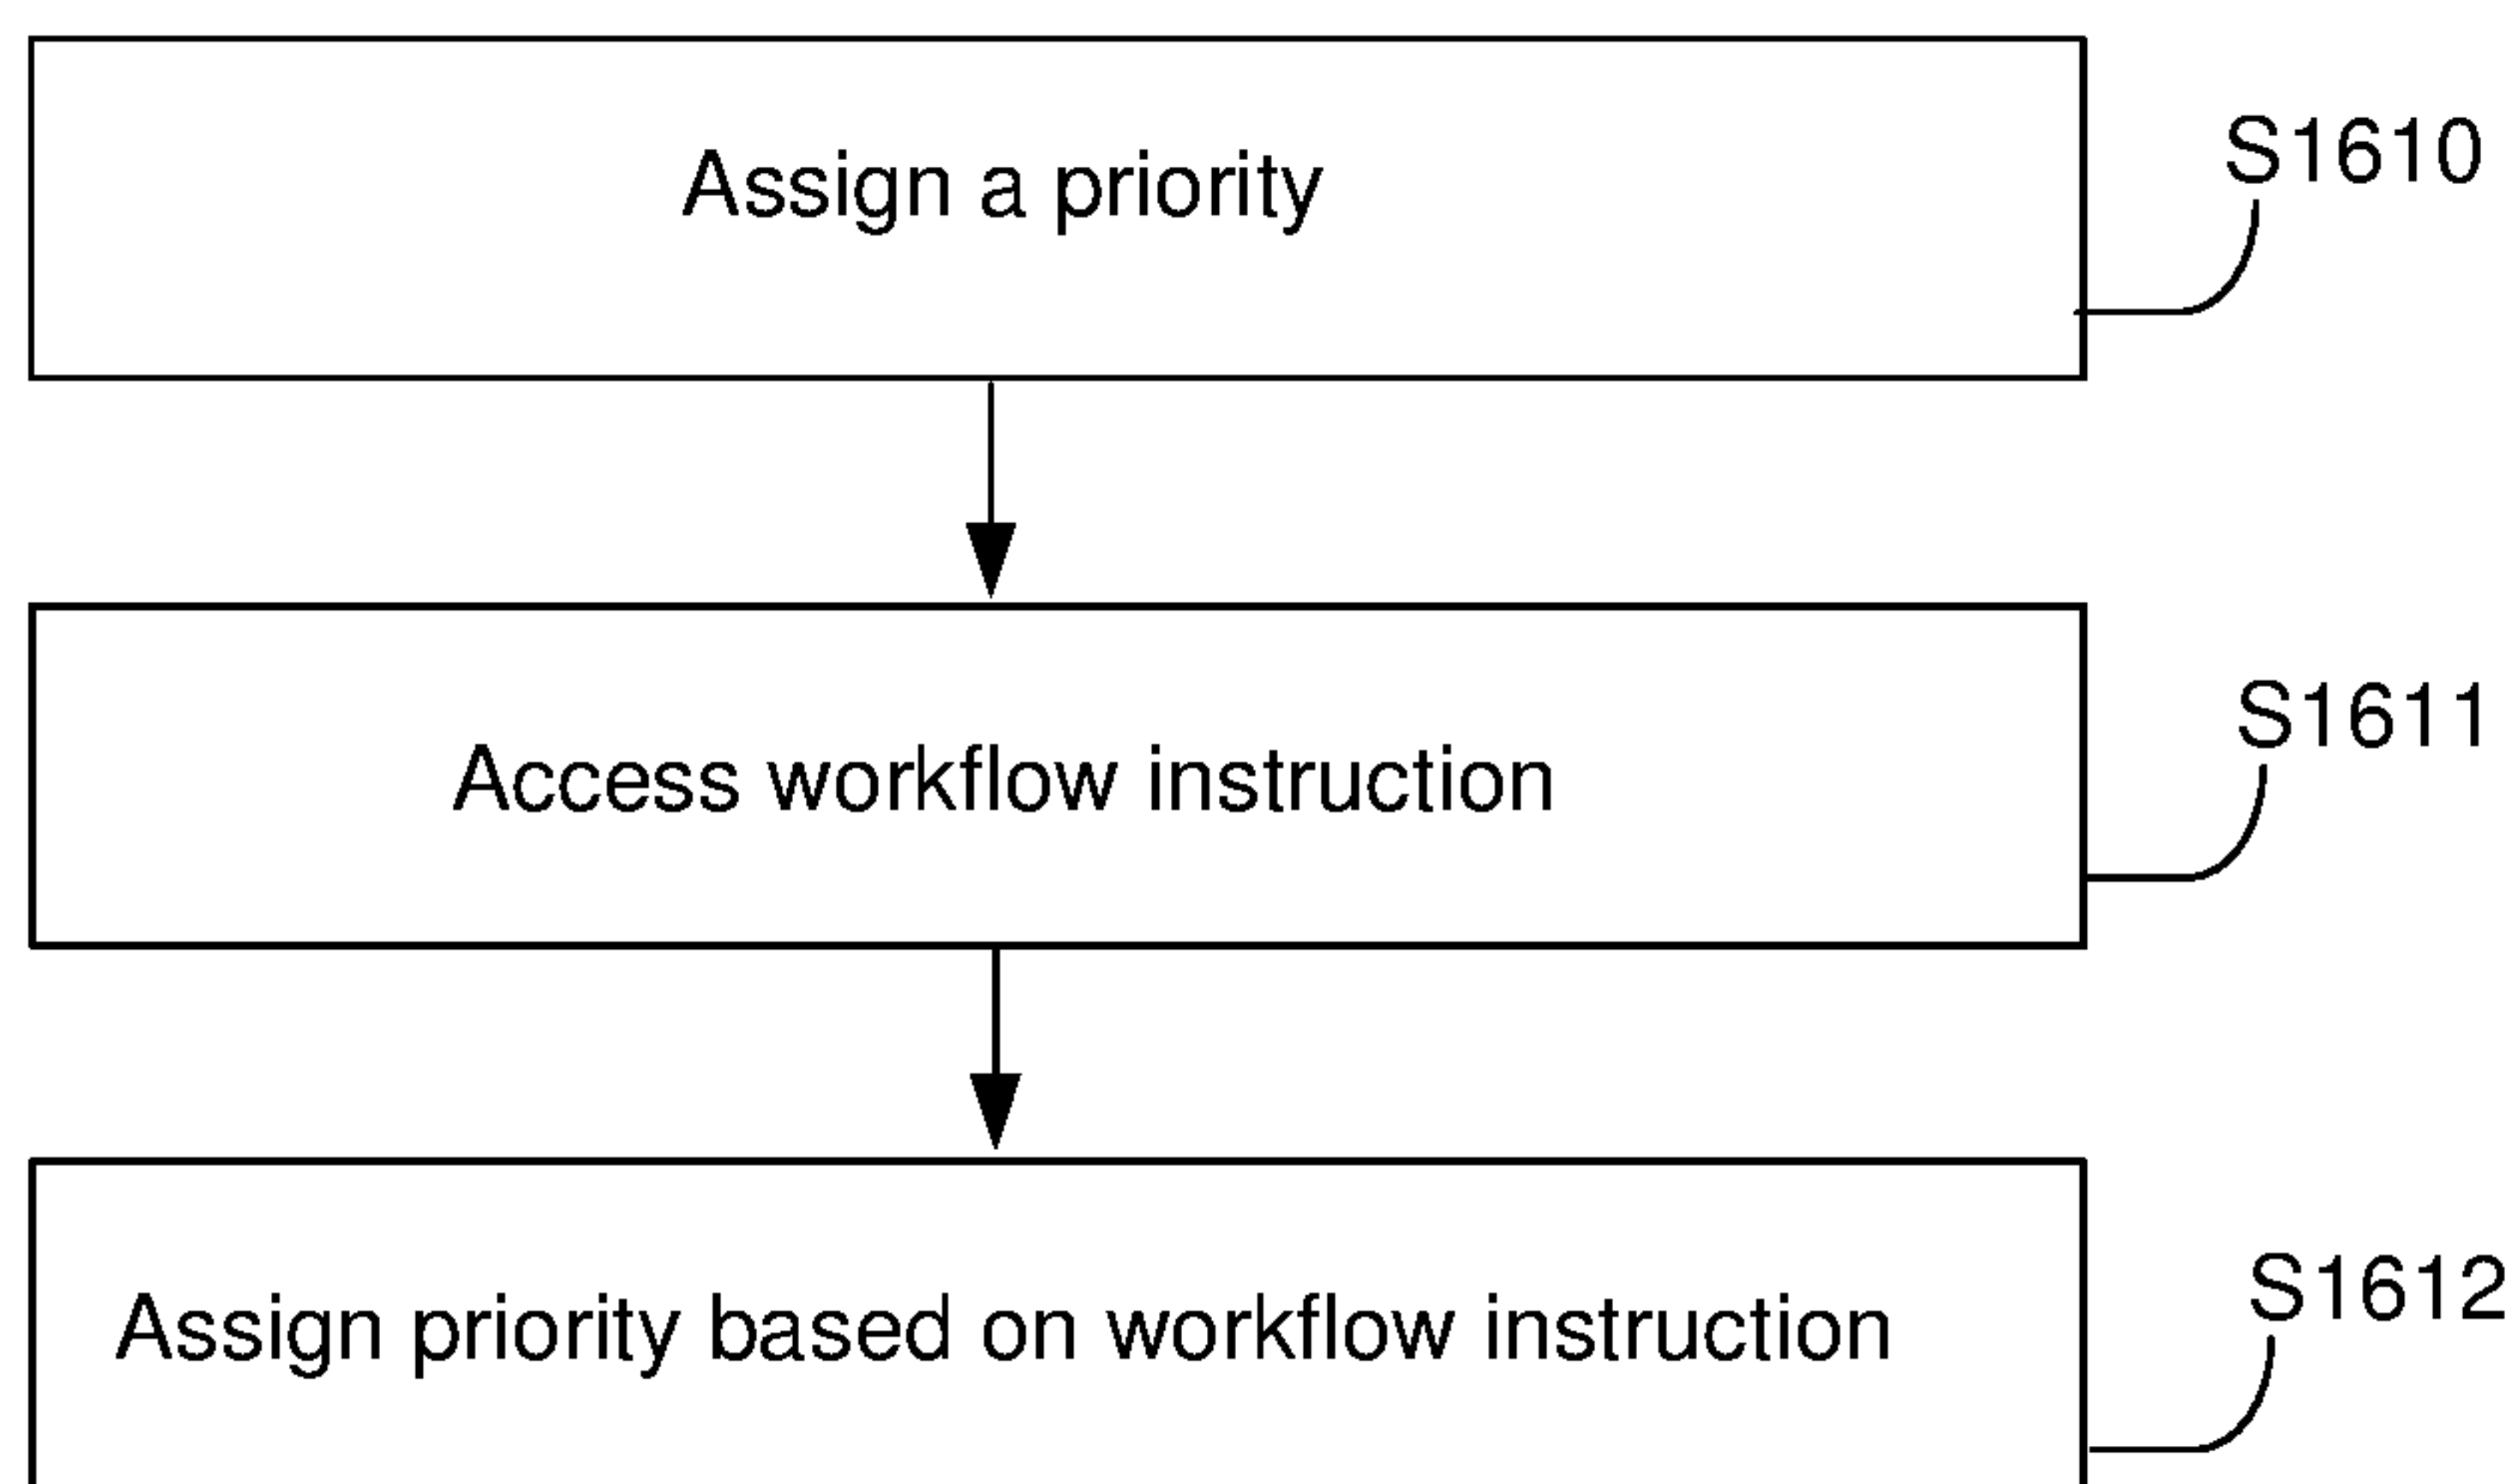 Assign a priority
S1610
Access workflow instruction
S1611
Assign priority based on workflow instruction
S1612